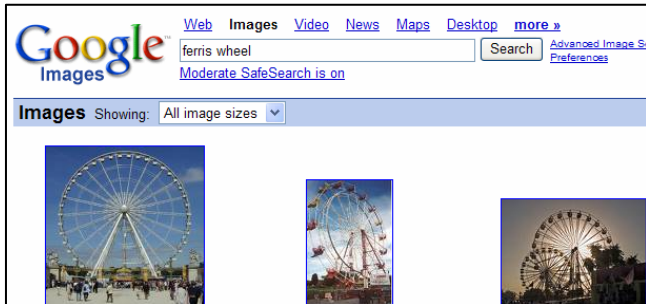 Web Images Video News Maps Desktop more »
Google™
Images
ferris wheel Search Advanced Image S
Preferences
Moderate SafeSearch is on
Images Showing: All image sizes